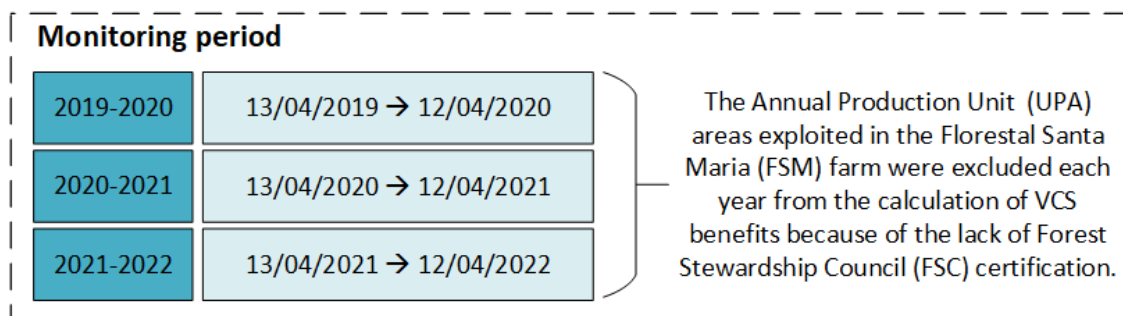 Monitoring period
2019-2020 13/04/2019 → 12/04/2020
2020-2021 13/04/2020 → 12/04/2021
2021-2022 13/04/2021 → 12/04/2022
The Annual Production Unit (UPA)
areas exploited in the Florestal Santa
Maria (FSM) farm were excluded each
year from the calculation of VCS
benefits because of the lack of Forest
Stewardship Council (FSC) certification.